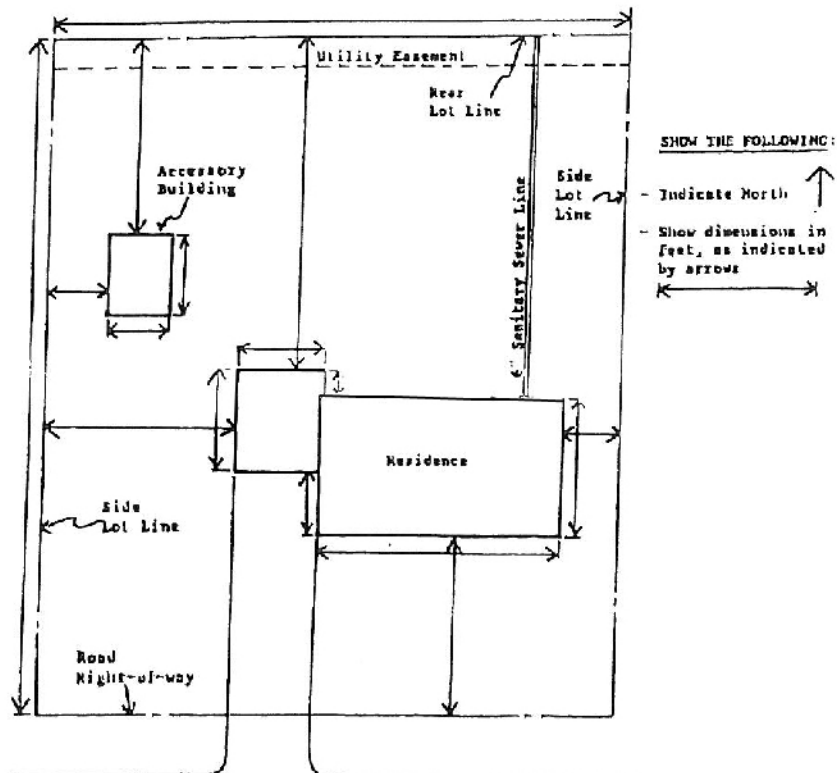 Utility Easement
Rear
Lot Line
SHOW THE FOLLOWING:
Accessory
Building
Side
Lot
Line
- Indicate North
- Show dimensions in
feet, as indicated
by arrows
6" Sanitary Sewer Line
Residence
Side
Lot Line
Road
Right-of-way